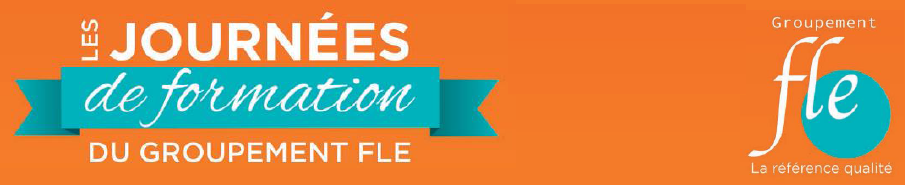 LES JOURNÉES
de formation
DU GROUPEMENT FLE
Groupement
fle
La référence qualité